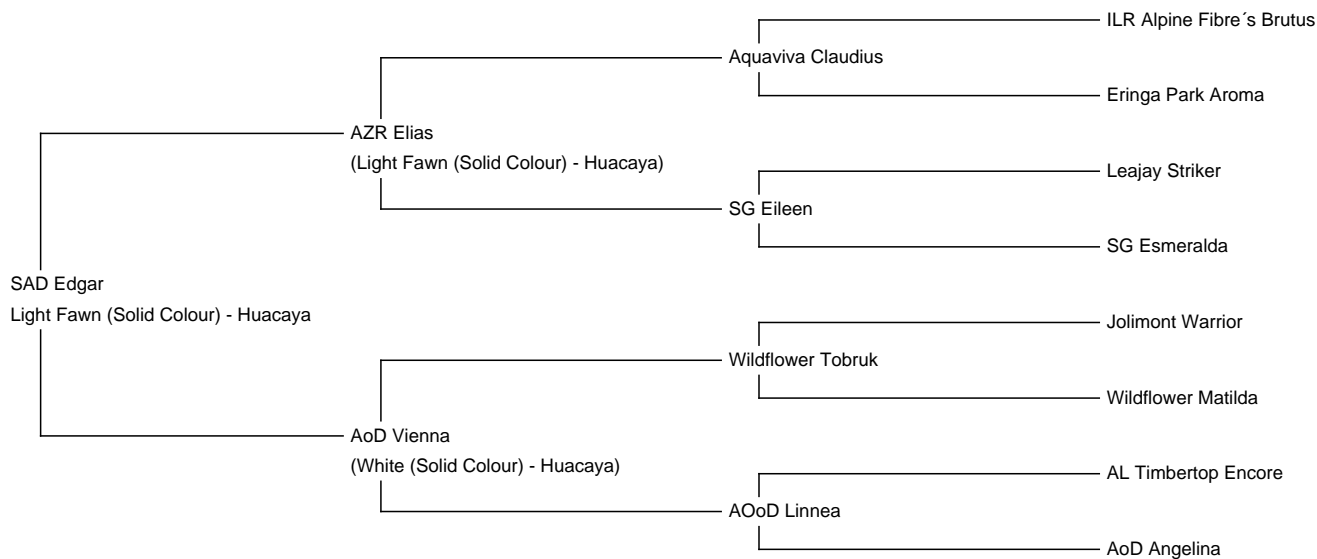 ILR Alpine Fibre´s Brutus
Aquaviva Claudius
Eringa Park Aroma
AZR Elias
(Light Fawn (Solid Colour) - Huacaya)
Leajay Striker
SG Eileen
SG Esmeralda
SAD Edgar
Light Fawn (Solid Colour) - Huacaya
Jolimont Warrior
Wildflower Tobruk
Wildflower Matilda
AoD Vienna
(White (Solid Colour) - Huacaya)
AL Timbertop Encore
AOoD Linnea
AoD Angelina